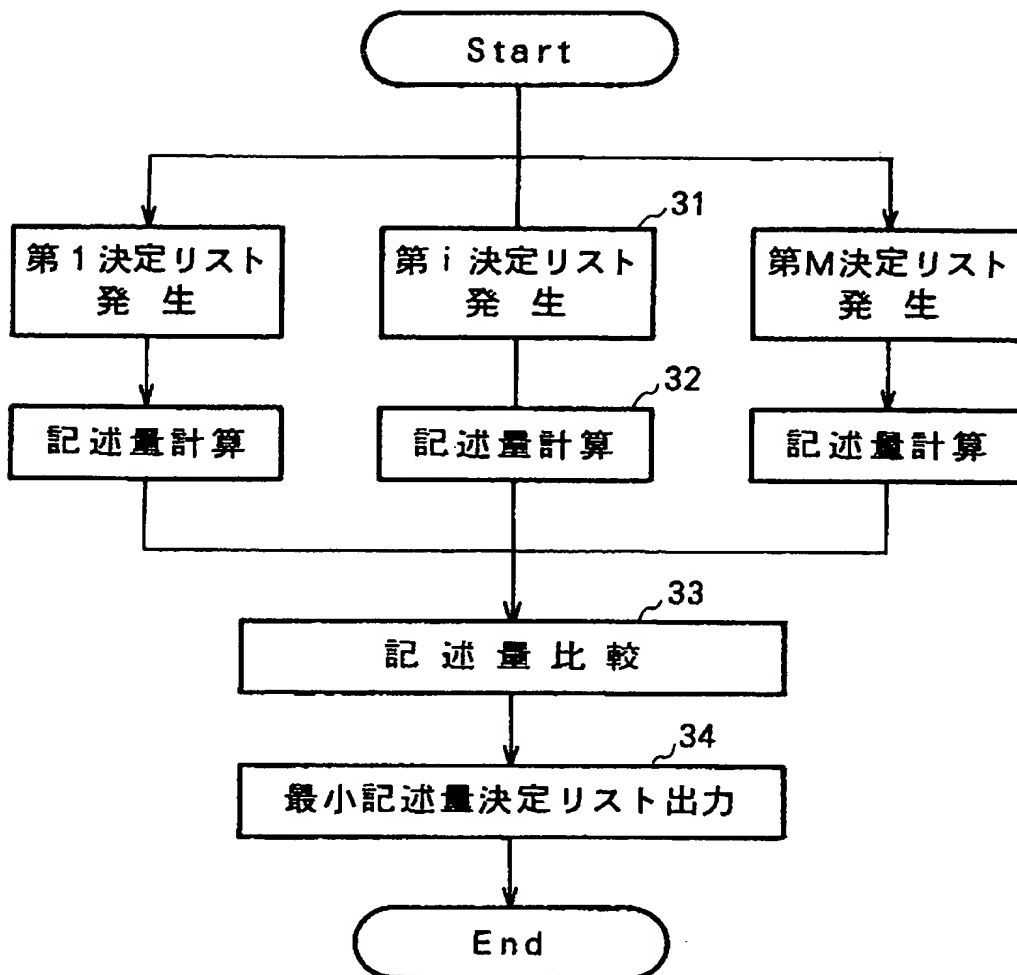 Start
31
第1決定リスト
発生
第i決定リスト
発生
第M決定リスト
発生
32
記述量計算
記述量計算
記述量計算
33
記述量比較
34
最小記述量決定リスト出力
End